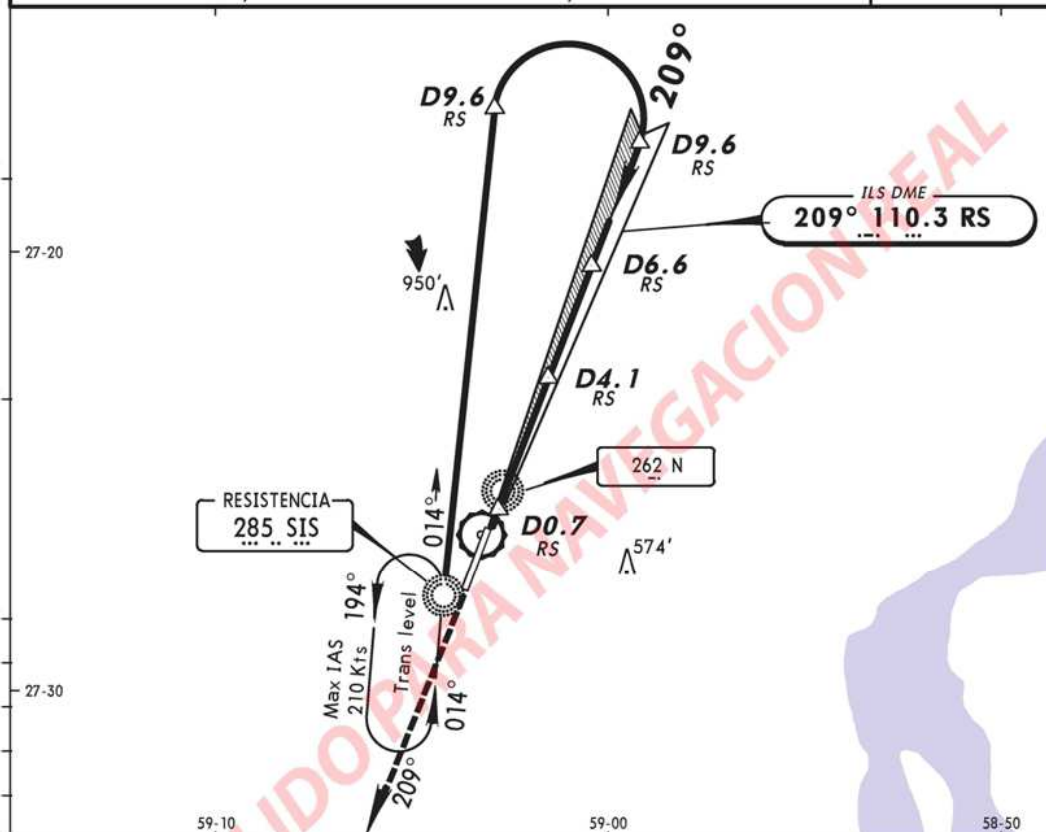 209°
D9.6
RS
D9.6
RS
ILS DME
209° 110.3 RS
27-20
950'
D6.6
RS
D4.1
RS
262 N
RESISTENCIA
285 SIS
014°
D0.7
RS
574'
194°
Max IAS
210 Kts
Trans level
014°
27-30
209°
59-10
59-00
58-50
LIDO PARA NAVEGACION REAL